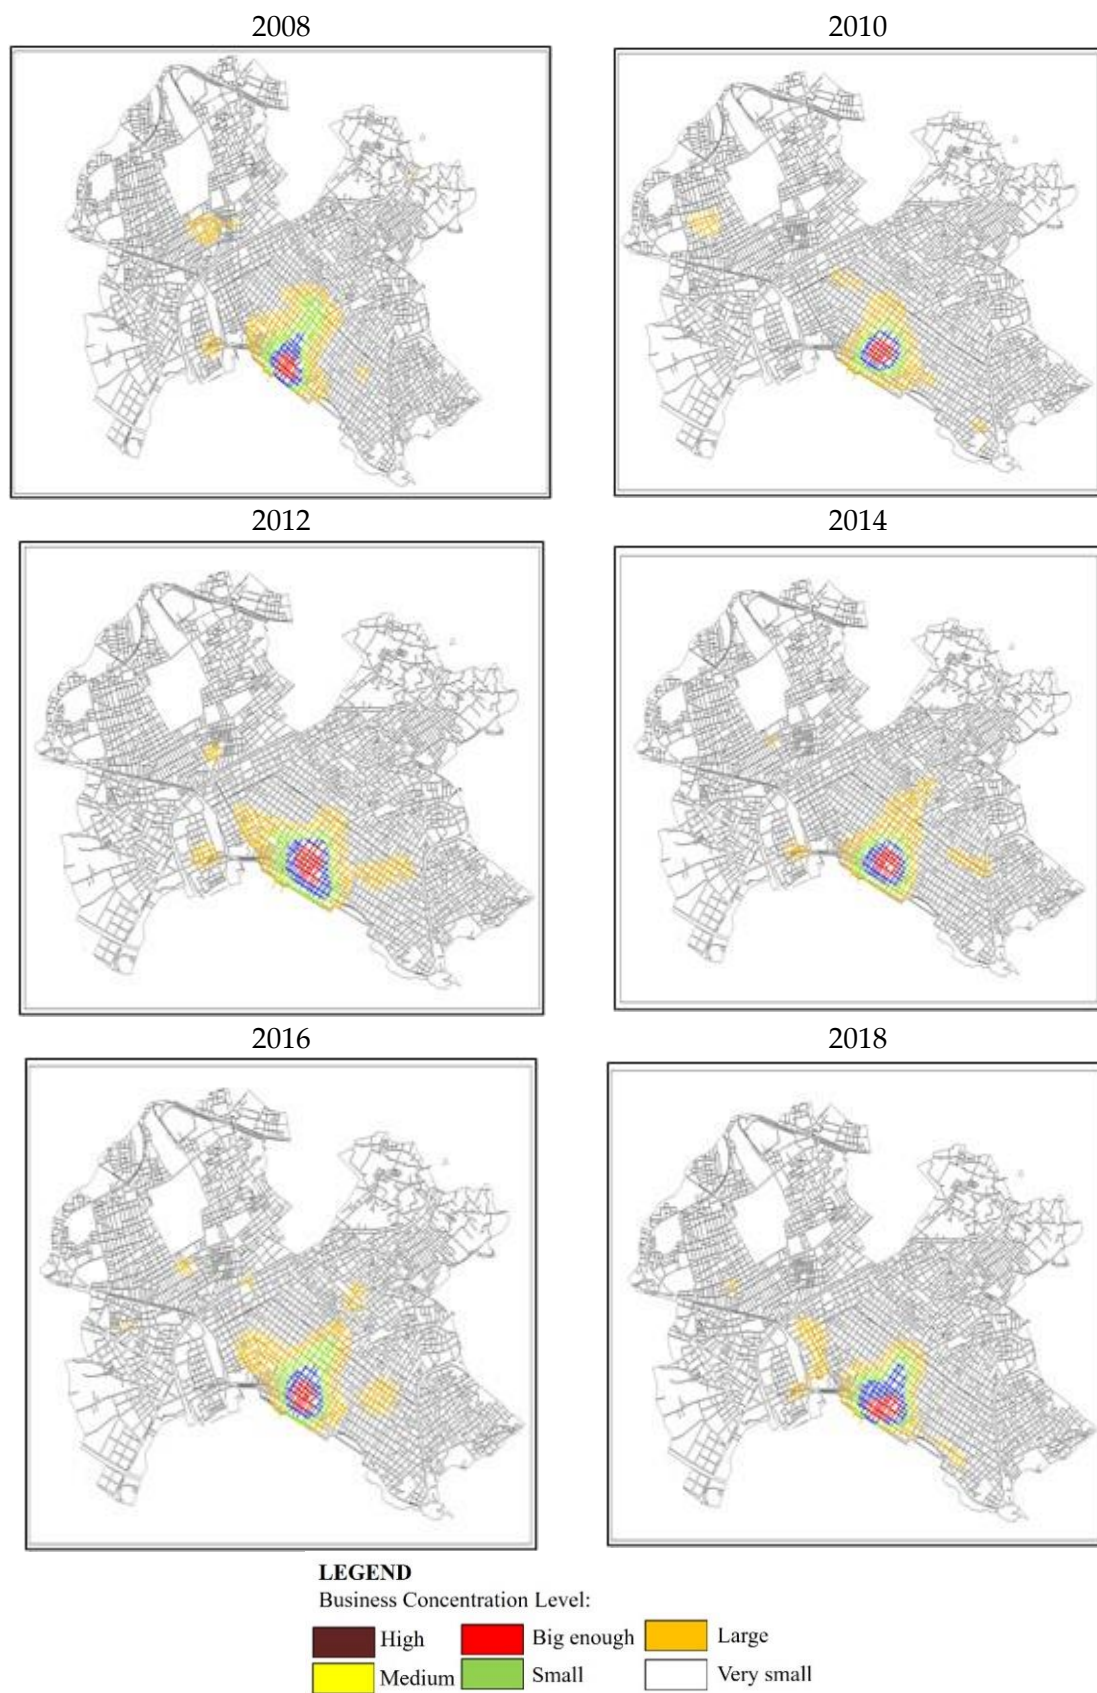 2008 2010
2012 2014
2016 2018
LEGEND
Business Concentration Level:
High Big enough Large
Medium Small Very small